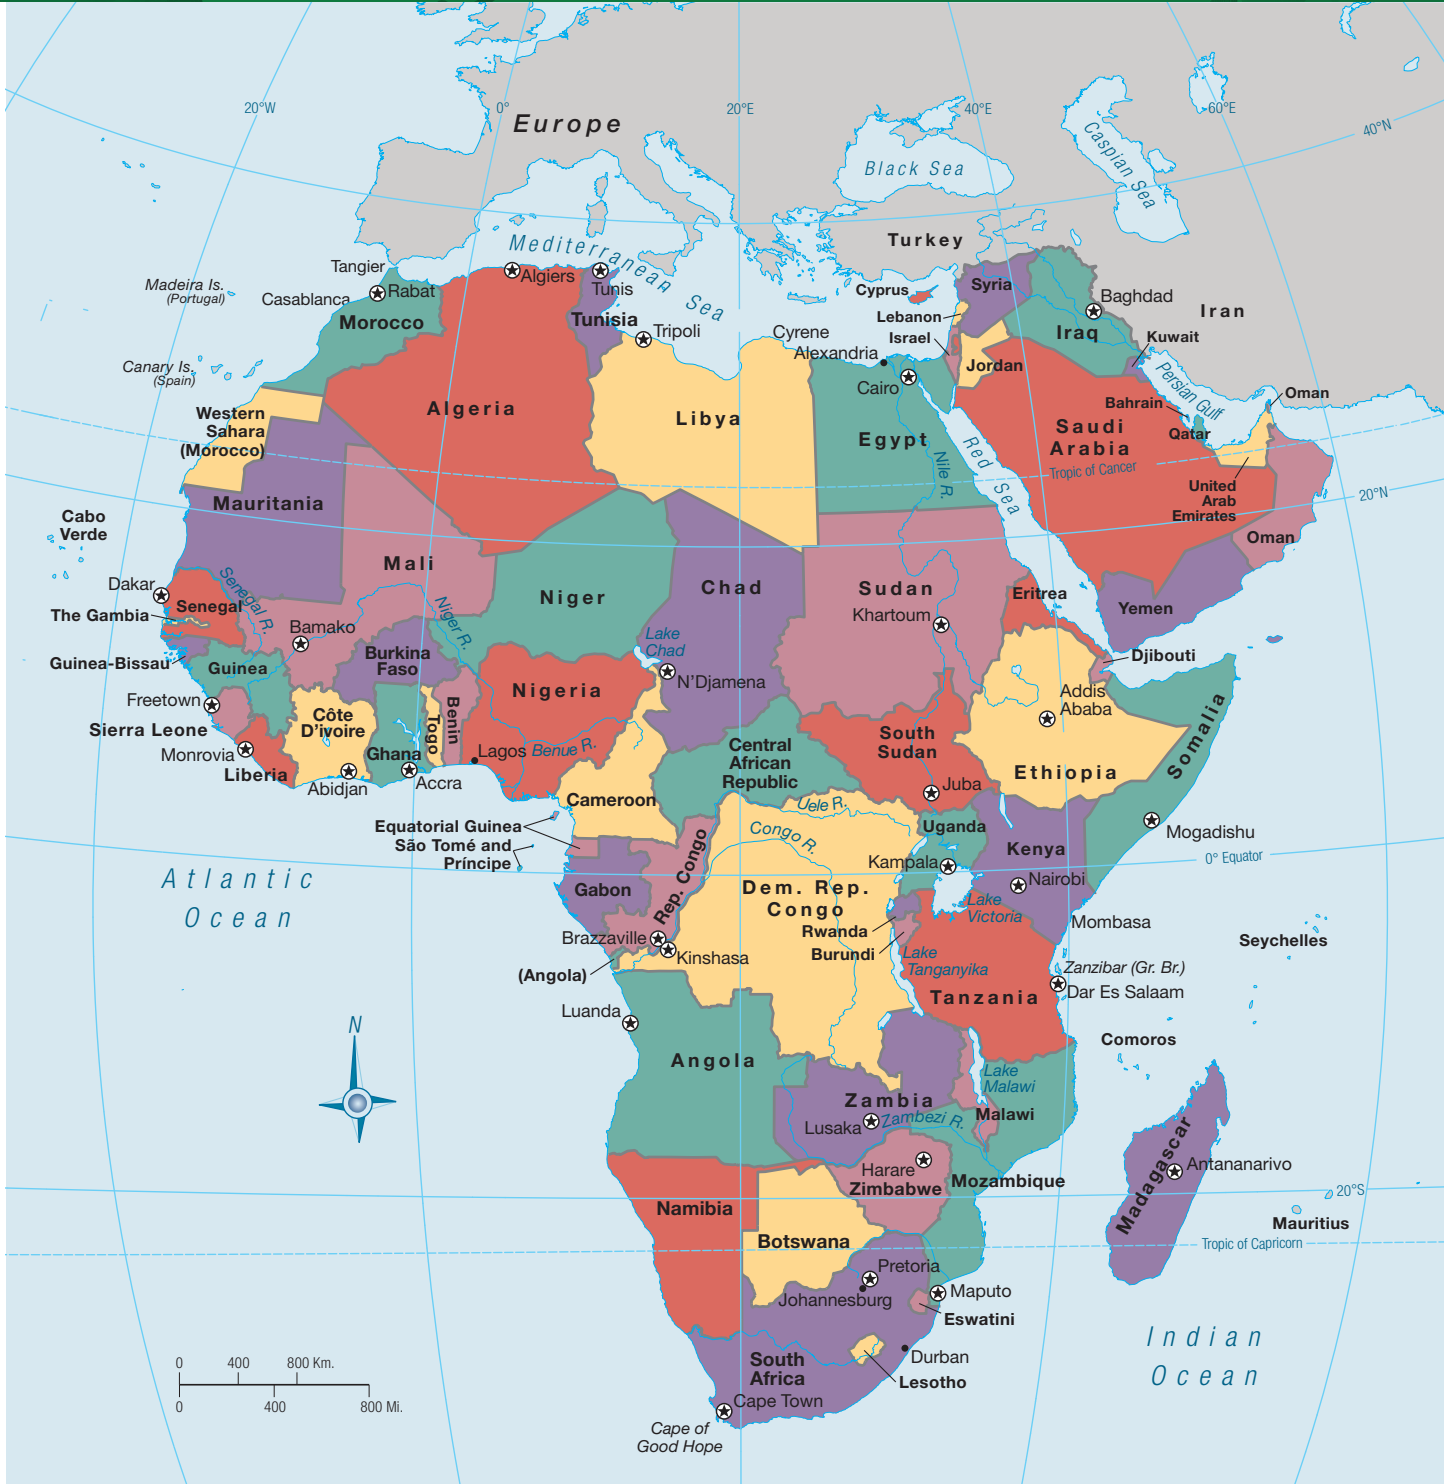 20°W
0°
20°E
40°E
60°E
40°N
Europe
Caspian Sea
Black Sea
Turkey
Mediterranean Sea
Tangier
Algiers
Tunis
Madeira Is.
(Portugal)
Casablanca
Rabat
Morocco
Tunisia
Tripoli
Cyrene
Alexandria
Cairo
Cyprus
Syria
Lebanon
Israel
Jordan
Baghdad
Iraq
Iran
Kuwait
Persian Gulf
Canary Is.
(Spain)
Western
Sahara
(Morocco)
Algeria
Libya
Egypt
Nile R.
Red Sea
Saudi
Arabia
Tropic of Cancer
Bahrain
Qatar
Oman
United
Arab
Emirates
20°N
Oman
Yemen
Cabo
Verde
Mauritania
Mali
Niger
Chad
Sudan
Khartoum
Eritrea
Djibouti
Dakar
Senegal
Senegal R.
The Gambia
Bamako
Niger R.
Guinea-Bissau
Guinea
Burkina
Faso
Lake
Chad
N'Djamena
Nigeria
Freetown
Sierra Leone
Côte
D'ivoire
Benin
Togo
Ghana
Lagos
Benue R.
Monrovia
Liberia
Abidjan
Accra
Central
African
Republic
South
Sudan
Juba
Addis
Ababa
Ethiopia
Somalia
Cameroon
Uele R.
Congo R.
Uganda
Kenya
Mogadishu
0° Equator
Equatorial Guinea
São Tomé and
Príncipe
Gabon
Rep. Congo
Dem. Rep.
Congo
Kampala
Nairobi
Lake
Victoria
Mombasa
Atlantic
Ocean
Brazzaville
Kinshasa
Rwanda
Burundi
Lake
Tanganyika
Tanzania
Zanzibar (Gr. Br.)
Dar Es Salaam
Seychelles
(Angola)
Luanda
Angola
N
Comoros
Lake
Malawi
Zambia
Malawi
Lusaka
Zambezi R.
Harare
Zimbabwe
Mozambique
Madagascar
Antananarivo
20°S
Mauritius
Tropic of Capricorn
Namibia
Botswana
Pretoria
Johannesburg
Maputo
Eswatini
Durban
Lesotho
South
Africa
Cape Town
Cape of
Good Hope
Indian
Ocean
0 400 800 Km.
0 400 800 Mi.